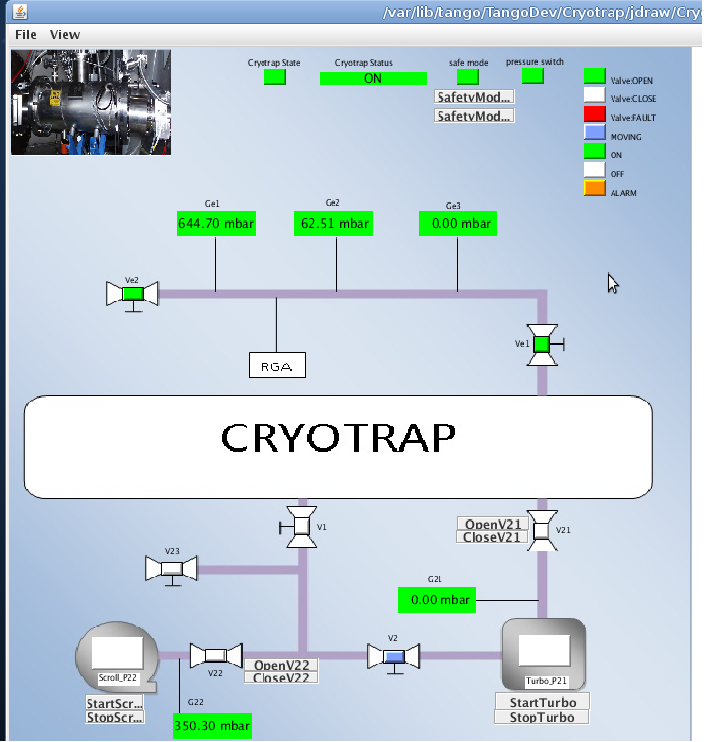 /var/lib/tango/TangoDev/Cryotrap/jdraw/Cry
File View
Cryotrap State
Cryotrap Status
safe mode
pressure switch
ON
SafetyMod...
SafetyMod...
Valve:OPEN
Valve:CLOSE
Valve:FAULT
MOVING
ON
OFF
ALARM
Ge1
Ge2
Ge3
644.70 mbar
62.51 mbar
0.00 mbar
Ve2
Ve1
RGA
CRYOTRAP
V1
OpenV21
CloseV21
V21
V23
G21
0.00 mbar
V2
V22
OpenV22
CloseV22
Scroll_P22
Turbo_P21
StartScr...
StopScr...
G22
350.30 mbar
StartTurbo
StopTurbo